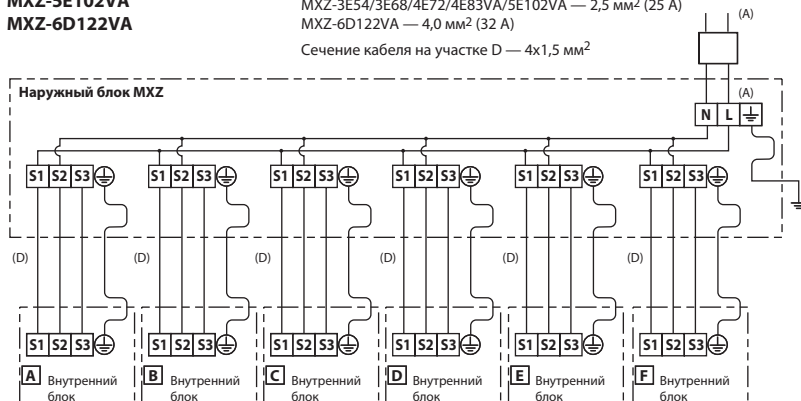 MXZ-5E102VA
MXZ-6D122VA
MXZ-3E54/3E68/4E72/4E83VA/5E102VA — 2,5 мм² (25 А)
MXZ-6D122VA — 4,0 мм² (32 А)
Сечение кабеля на участке D — 4x1,5 мм²
(A)
Наружный блок MXZ
(A)
N L
S1 S2 S3 S1 S2 S3 S1 S2 S3 S1 S2 S3 S1 S2 S3 S1 S2 S3
(D) (D) (D) (D) (D) (D)
S1 S2 S3 S1 S2 S3 S1 S2 S3 S1 S2 S3 S1 S2 S3 S1 S2 S3
A Внутренний блок
B Внутренний блок
C Внутренний блок
D Внутренний блок
E Внутренний блок
F Внутренний блок